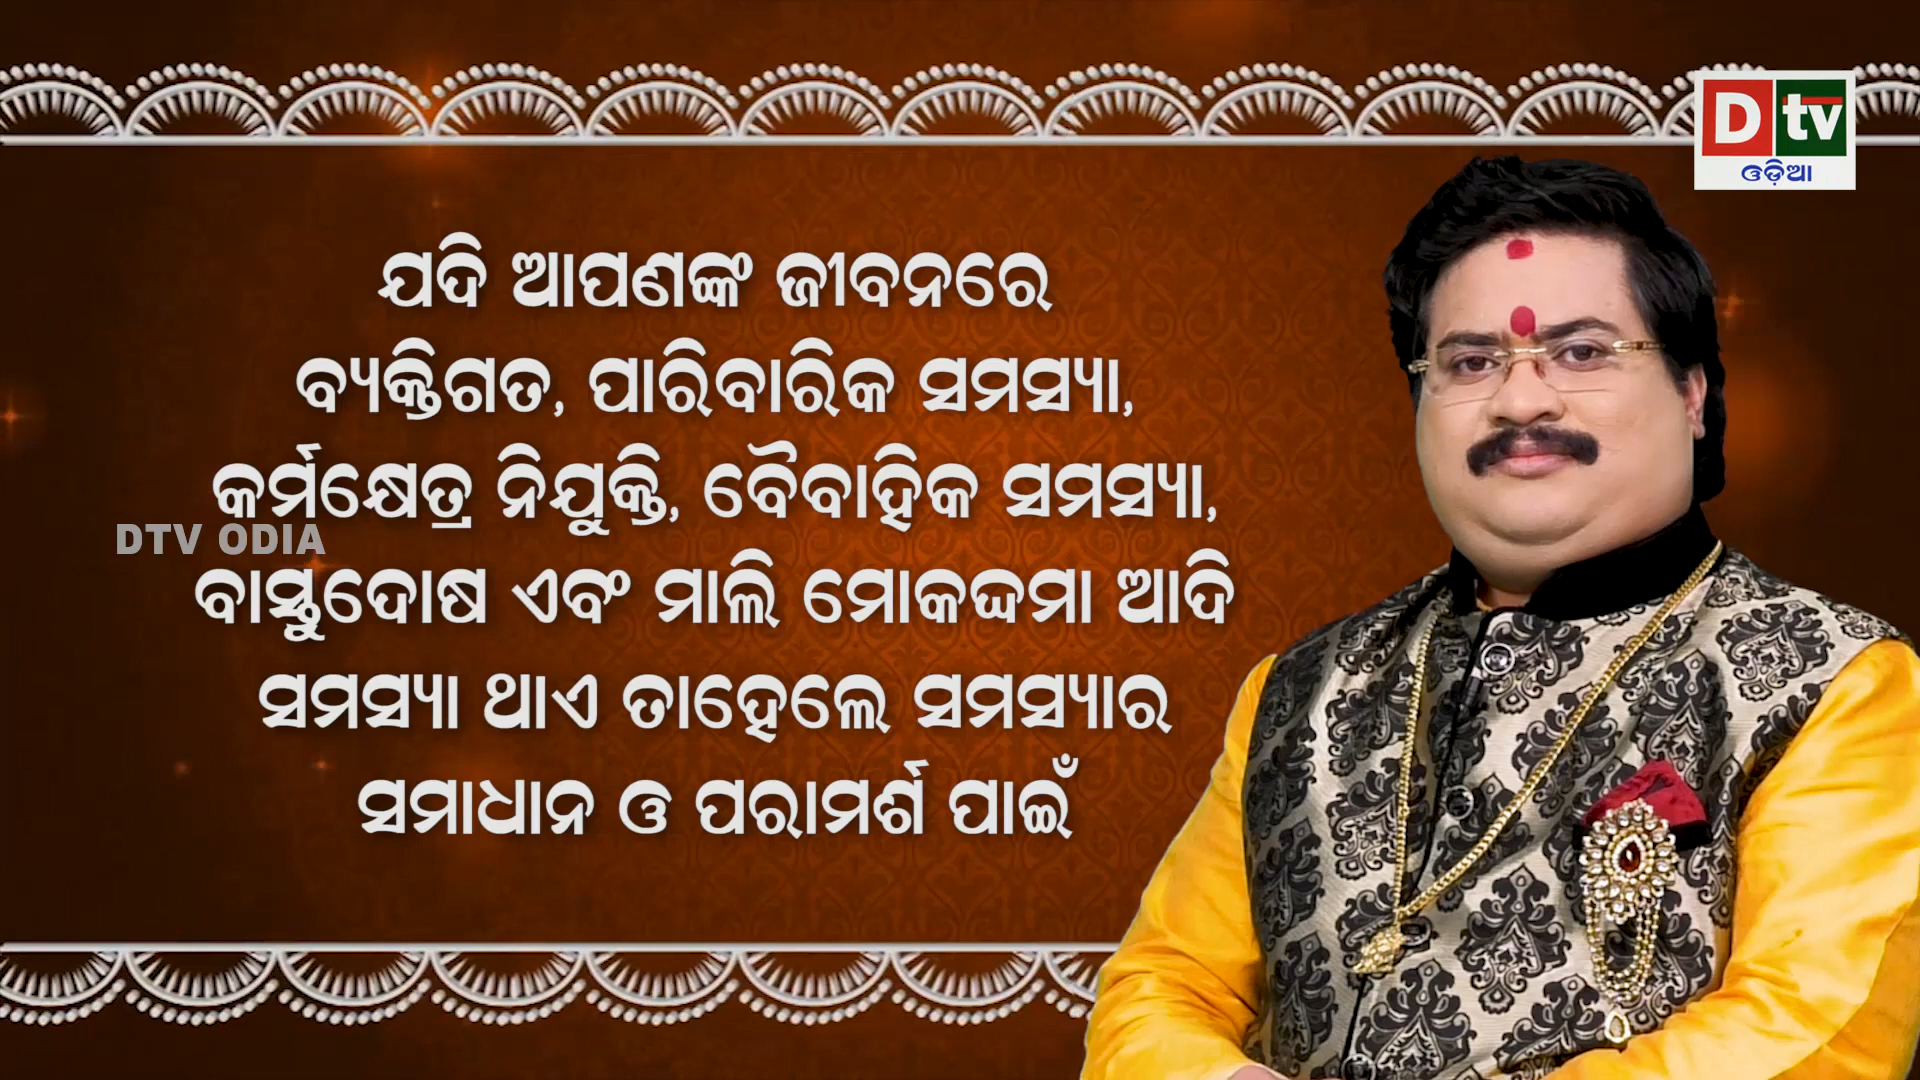 D tv
ଓଡ଼ିଆ
ଯଦି ଆପଣଙ୍କ ଜୀବନରେ
ବ୍ୟକ୍ତିଗତ, ପାରିବାରିକ ସମସ୍ୟା,
କର୍ମକ୍ଷେତ୍ର ନିଯୁକ୍ତି, ବୈବାହିକ ସମସ୍ୟା,
DTV ODIA
ବାସ୍ତୁଦୋଷ ଏବଂ ମାଲି ମୋକଦ୍ଦମା ଆଦି
ସମସ୍ୟା ଥାଏ ତାହେଲେ ସମସ୍ୟାର
ସମାଧାନ ଓ ପରାମର୍ଶ ପାଇଁ